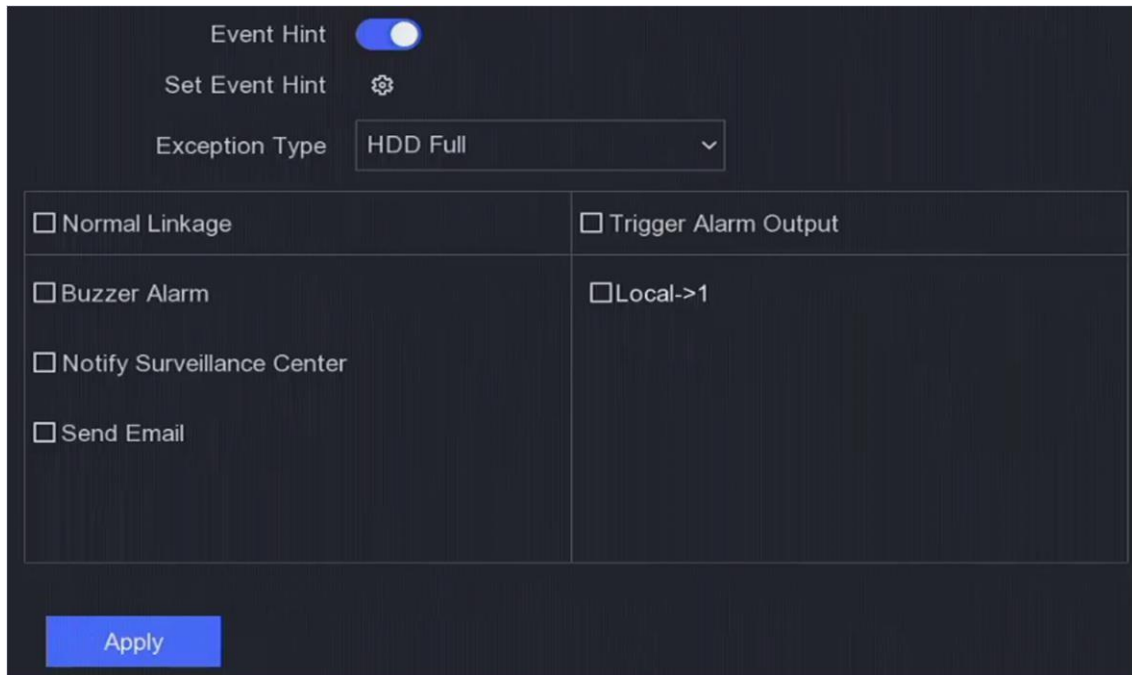 Event Hint
Set Event Hint
Exception Type HDD Full
Normal Linkage Trigger Alarm Output
Buzzer Alarm Local->1
Notify Surveillance Center
Send Email
Apply